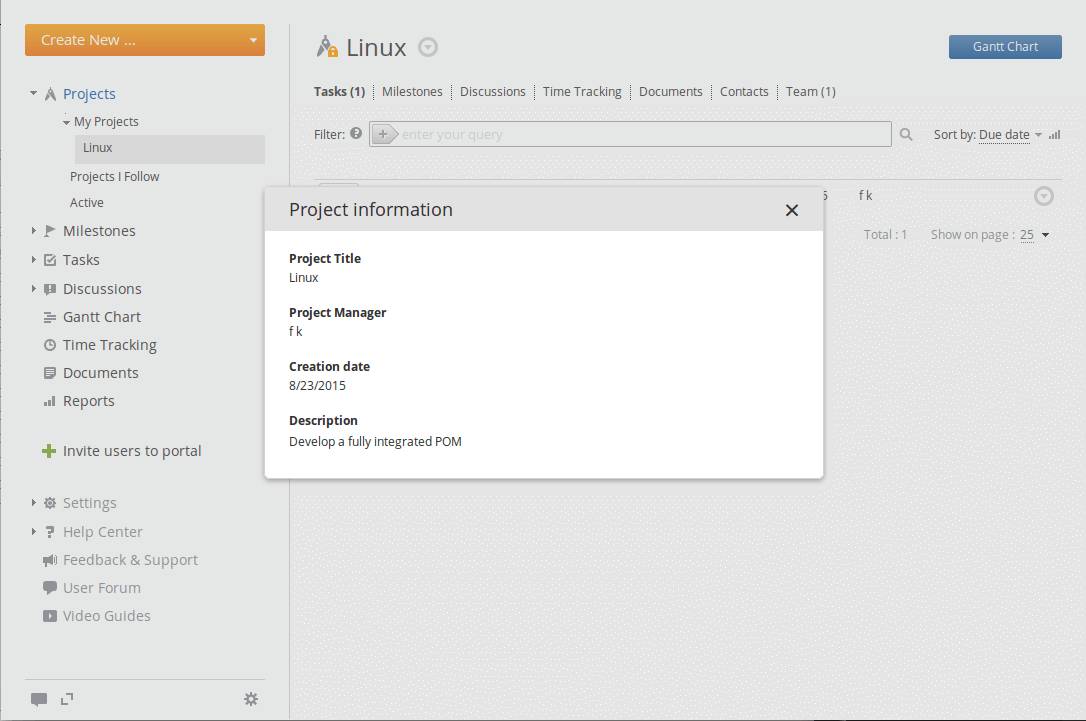 Create New ...
Projects
My Projects
Linux
Projects I Follow
Active
Milestones
Tasks
Discussions
Gantt Chart
Time Tracking
Documents
Reports
Invite users to portal
Settings
Help Center
Feedback & Support
User Forum
Video Guides
Linux
Gantt Chart
Tasks (1) Milestones Discussions Time Tracking Documents Contacts Team (1)
Filter: enter your query Sort by: Due date
f k
Total : 1 Show on page : 25
Project information
Project Title
Linux
Project Manager
f k
Creation date
8/23/2015
Description
Develop a fully integrated POM